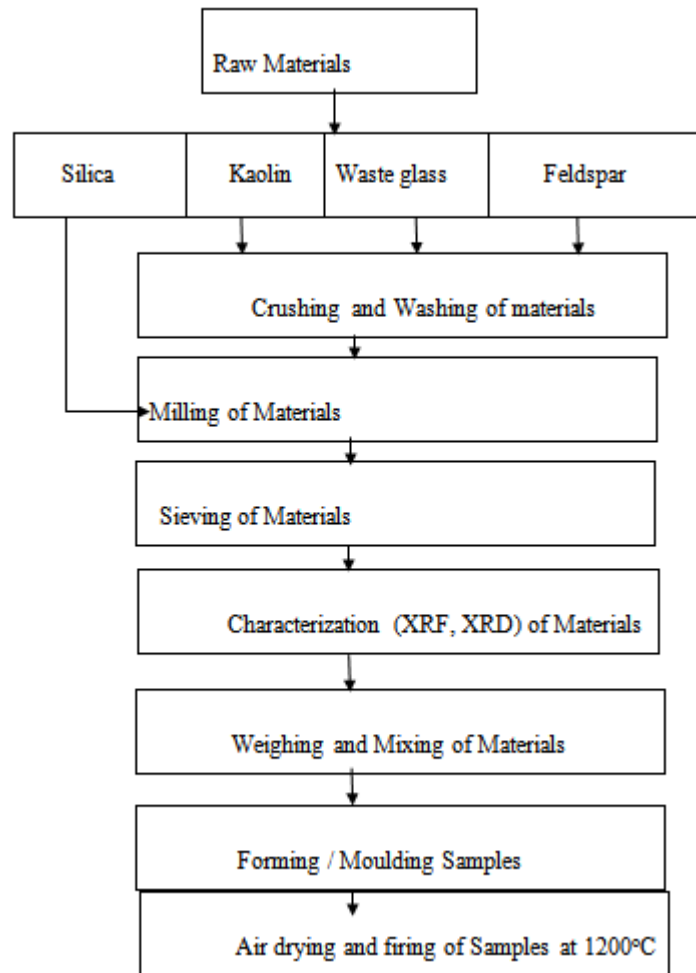 Raw Materials
Silica Kaolin Waste glass Feldspar
Crushing and Washing of materials
Milling of Materials
Sieving of Materials
Characterization (XRF, XRD) of Materials
Weighing and Mixing of Materials
Forming / Moulding Samples
Air drying and firing of Samples at 1200°C